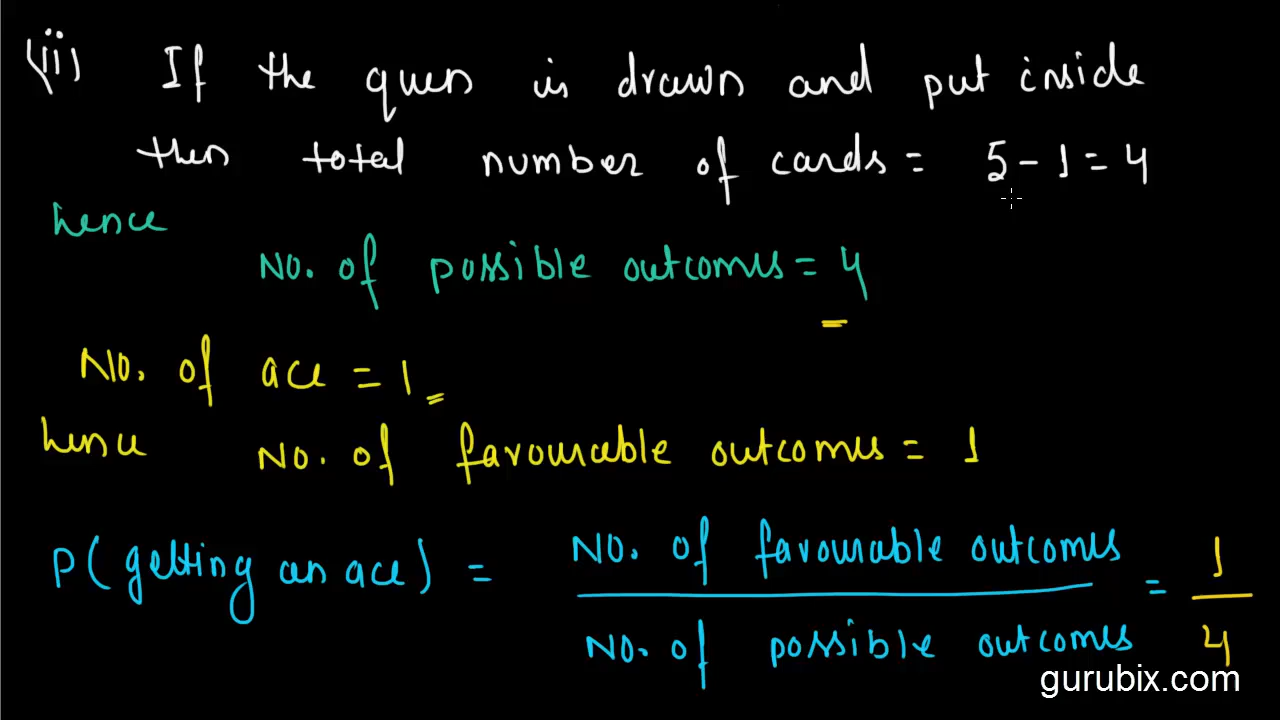 (ii) If the queen is drawn and put inside
then total number of cards = 5 - 1 = 4
hence
No. of possible outcomes = 4
No. of ace = 1
hence No. of favourable outcomes = 1
P(getting an ace) = No. of favourable outcomes / No. of possible outcomes = 1 / 4
gurubix.com